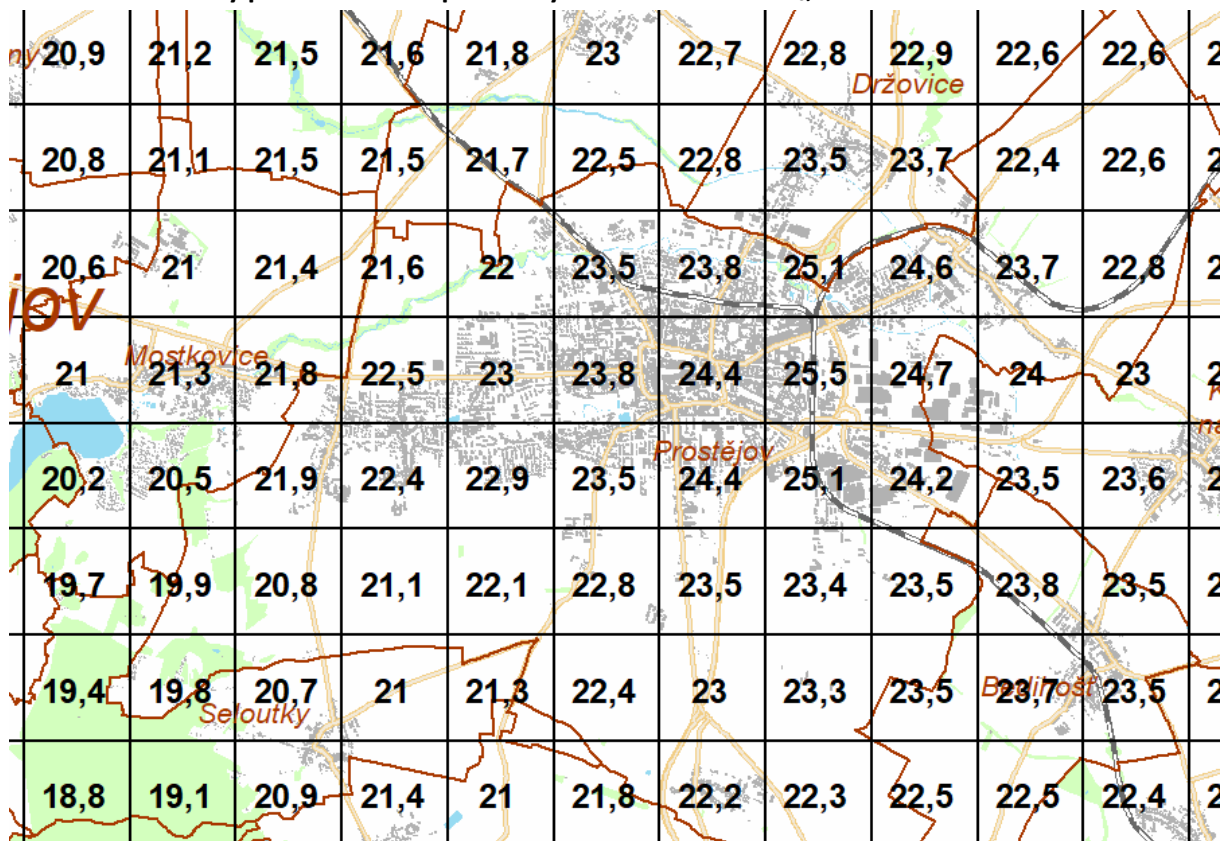 20,9 21,2 21,5 21,6 21,8 23 22,7 22,8 22,9 22,6 22,6 2
Držovice
20,8 21,1 21,5 21,5 21,7 22,5 22,8 23,5 23,7 22,4 22,6 2
20,6 21 21,4 21,6 22 23,5 23,8 25,1 24,6 23,7 22,8 2
jov
Mostkovice
21 21,3 21,8 22,5 23 23,8 24,4 25,5 24,7 24 23 2
Prostějov
20,2 20,5 21,9 22,4 22,9 23,5 24,4 25,1 24,2 23,5 23,6 2
19,7 19,9 20,8 21,1 22,1 22,8 23,5 23,4 23,5 23,8 23,5 2
19,4 19,8 20,7 21 21,3 22,4 23 23,3 23,5 23,7 23,5 2
Bedihošť
Seloutky
18,8 19,1 20,9 21,4 21 21,8 22,2 22,3 22,5 22,5 22,4 2